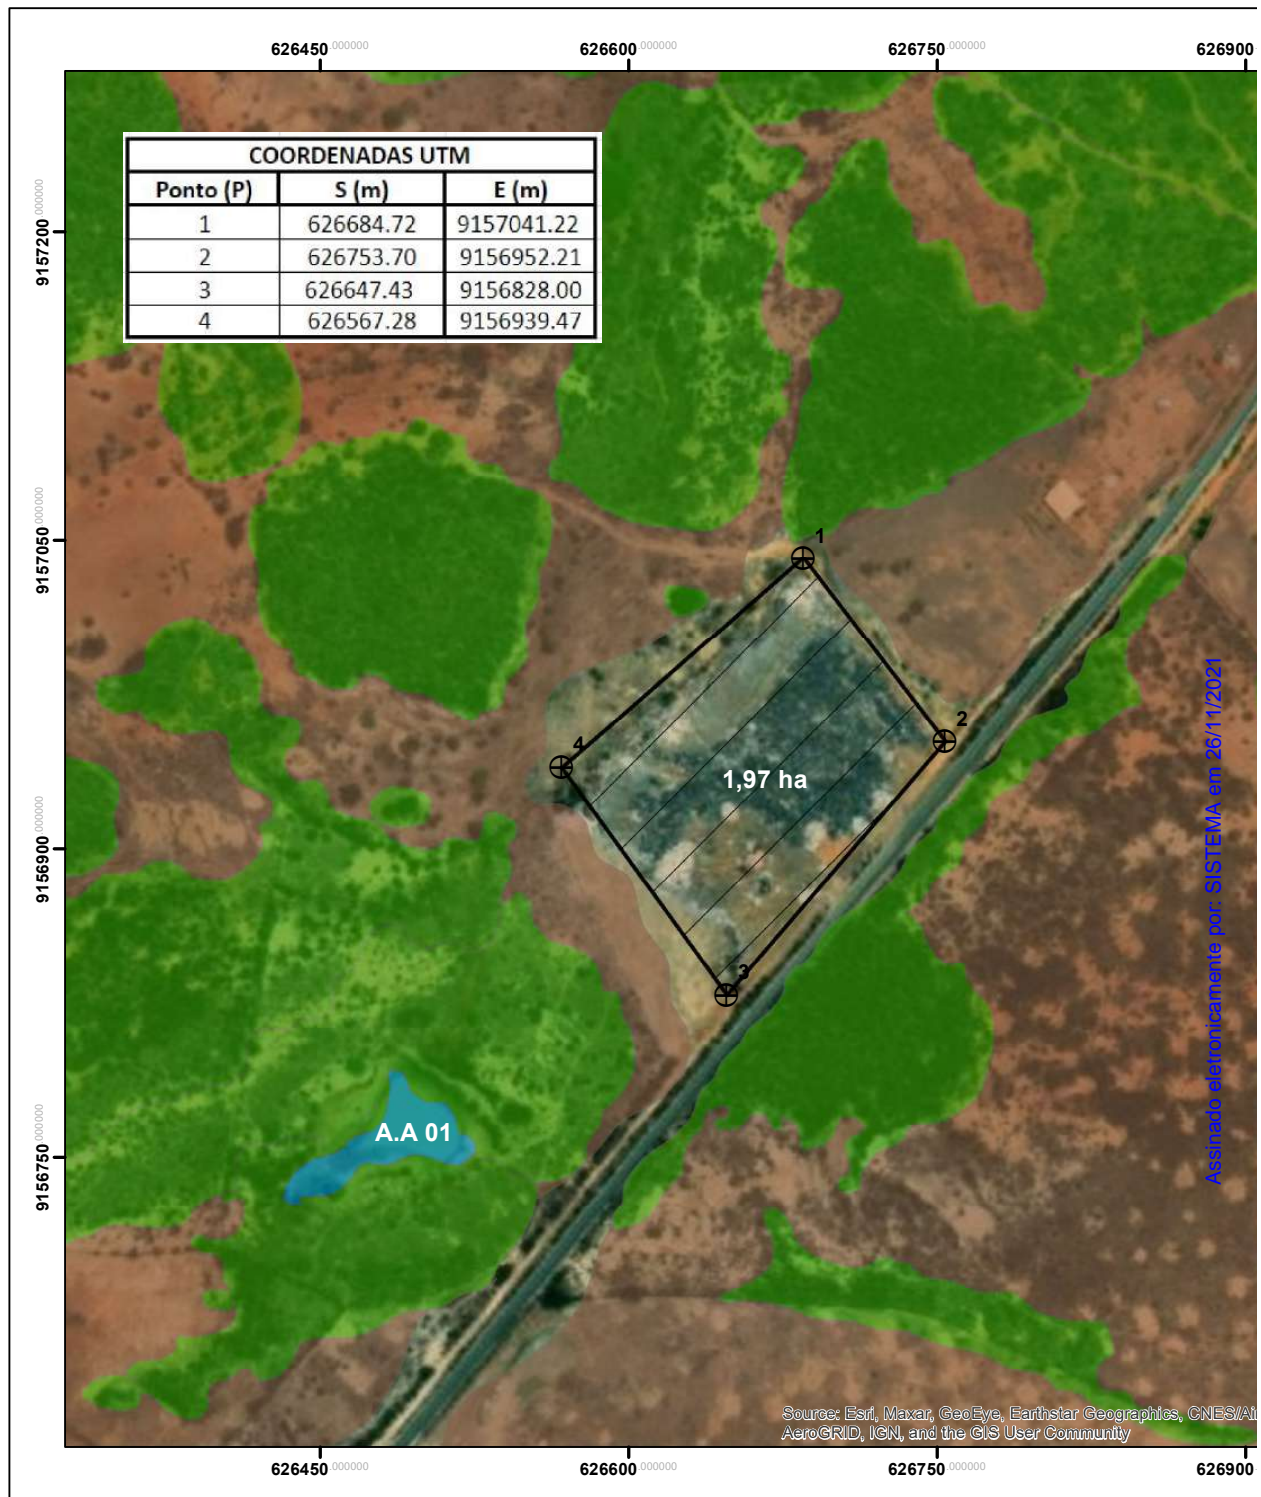 626450.000000 626600.000000 626750.000000 626900
COORDENADAS UTM
Ponto (P) S (m) E (m)
1 626684.72 9157041.22
2 626753.70 9156952.21
3 626647.43 9156828.00
4 626567.28 9156939.47
9157200.000000
9157050.000000
9156900.000000
9156750.000000
1
2
4
1,97 ha
3
A.A 01
Assinado eletronicamente por: SISTEMA em 26/11/2021
Source: Esri, Maxar, GeoEye, Earthstar Geographics, CNES/Ai
AeroGRID, IGN, and the GIS User Community
626450.000000 626600.000000 626750.000000 626900